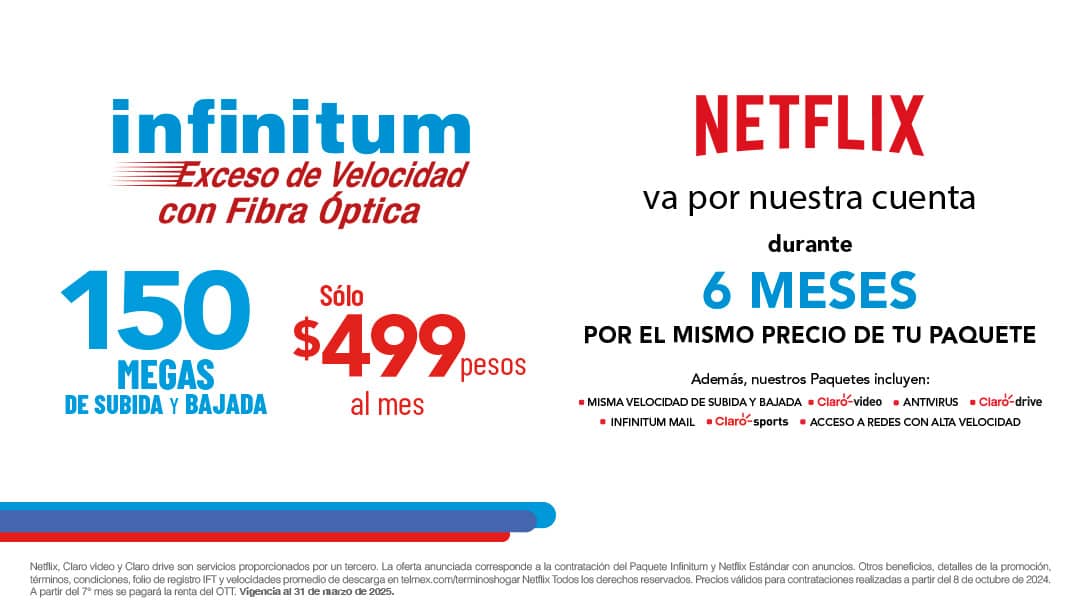 infinitum
Exceso de Velocidad
con Fibra Óptica
150
MEGAS
DE SUBIDA Y BAJADA
Sólo
$499 pesos
al mes
NETFLIX
va por nuestra cuenta
durante
6 MESES
POR EL MISMO PRECIO DE TU PAQUETE
Además, nuestros Paquetes incluyen:
▪ MISMA VELOCIDAD DE SUBIDA Y BAJADA ▪ Claro-video ▪ ANTIVIRUS ▪ Claro-drive
▪ INFINITUM MAIL ▪ Claro-sports ▪ ACCESO A REDES CON ALTA VELOCIDAD
Netflix, Claro video y Claro drive son servicios proporcionados por un tercero. La oferta anunciada corresponde a la contratación del Paquete Infinitum y Netflix Estándar con anuncios. Otros beneficios, detalles de la promoción,
términos, condiciones, folio de registro IFT y velocidades promedio de descarga en telmex.com/terminoshogar Netflix Todos los derechos reservados. Precios válidos para contrataciones realizadas a partir del 8 de octubre de 2024.
A partir del 7° mes se pagará la renta del OTT. Vigencia al 31 de marzo de 2025.